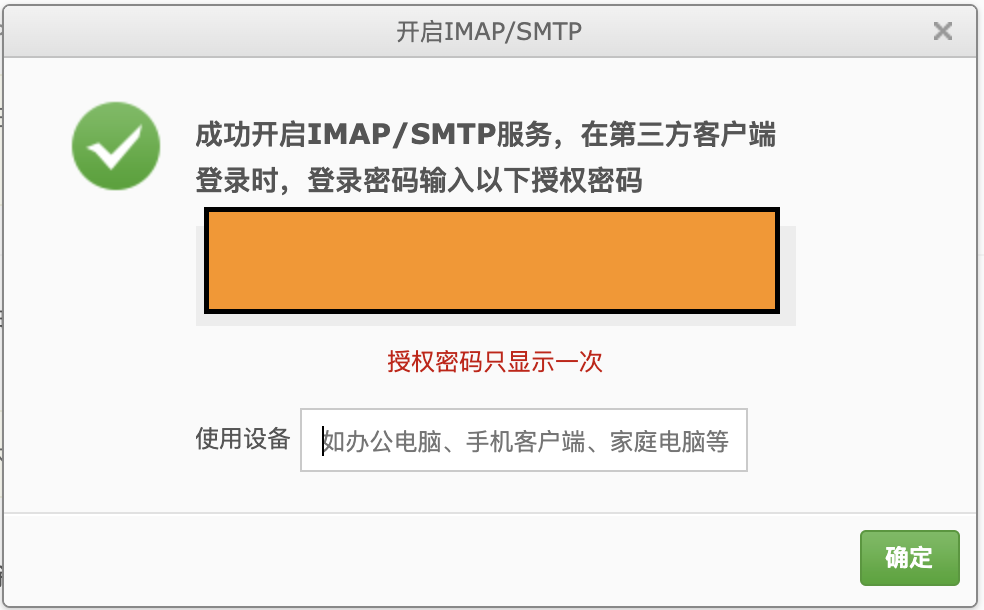 开启IMAP/SMTP
成功开启IMAP/SMTP服务，在第三方客户端
登录时，登录密码输入以下授权密码
授权密码只显示一次
使用设备
如办公电脑、手机客户端、家庭电脑等
确定